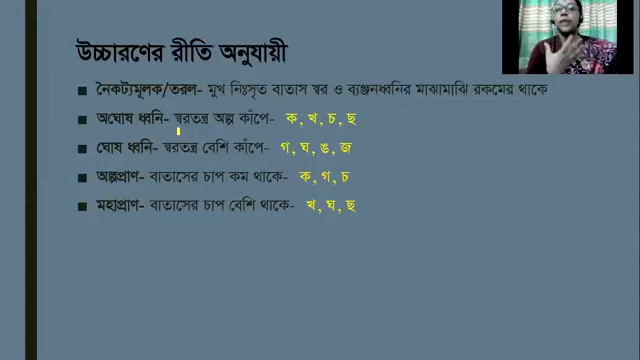 উচ্চারণের রীতি অনুযায়ী
নৈকট্যমূলক/তরল- মুখ নিঃসৃত বাতাস স্বর ও ব্যঞ্জনধ্বনির মাঝামাঝি রকমের থাকে
অঘোষ ধ্বনি- স্বরতন্ত্র অল্প কাঁপে- ক, খ, চ, ছ
ঘোষ ধ্বনি- স্বরতন্ত্র বেশি কাঁপে- গ, ঘ, ঙ, জ
অল্পপ্রাণ- বাতাসের চাপ কম থাকে- ক, গ, চ
মহাপ্রাণ- বাতাসের চাপ বেশি থাকে- খ, ঘ, ছ